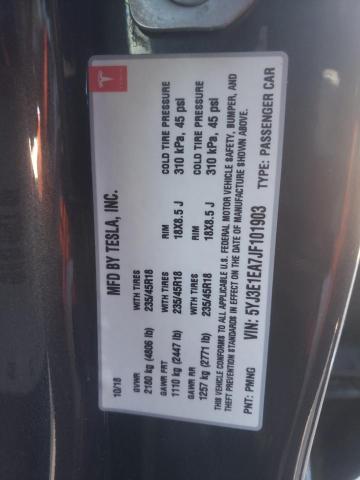 MFD BY TESLA, INC.
10/18
GVWR
2180 kg (4806 lb)
GAWR FRT WITH TIRES RIM COLD TIRE PRESSURE
1110 kg (2447 lb) 235/45R18 18X8.5 J 310 kPa, 45 psi
GAWR RR WITH TIRES RIM COLD TIRE PRESSURE
1257 kg (2771 lb) 235/45R18 18X8.5 J 310 kPa, 45 psi
THIS VEHICLE CONFORMS TO ALL APPLICABLE U.S. FEDERAL MOTOR VEHICLE SAFETY, BUMPER, AND
THEFT PREVENTION STANDARDS IN EFFECT ON THE DATE OF MANUFACTURE SHOWN ABOVE.
PNT: PMNG VIN: 5YJ3E1EA7JF101903 TYPE: PASSENGER CAR